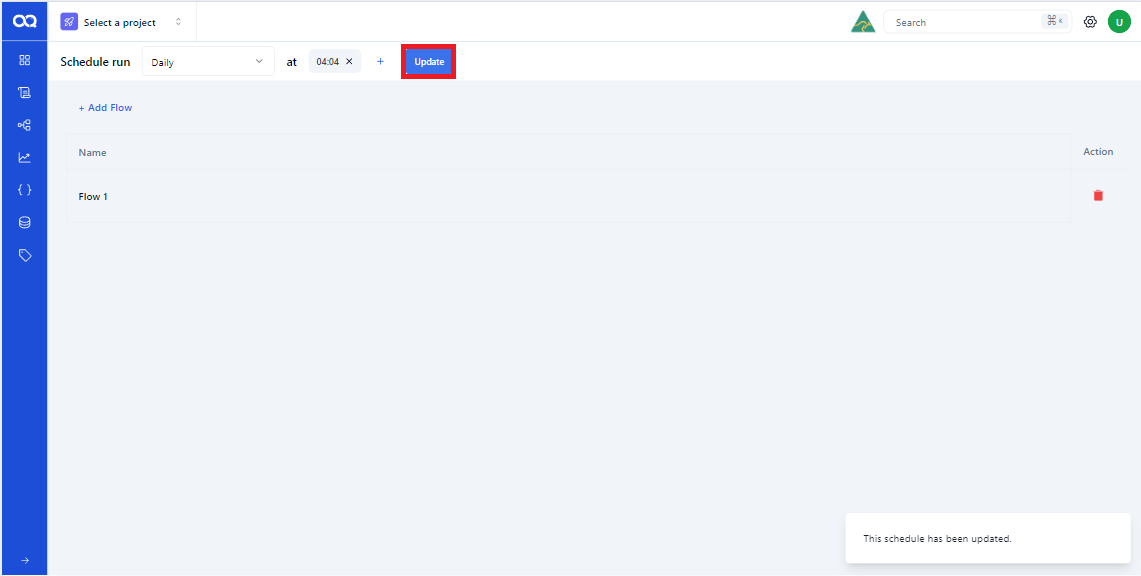 Select a project
Search
⌘ K
U
Schedule run
Daily
at
04:04 ×
+
Update
+ Add Flow
Name
Action
Flow 1
This schedule has been updated.